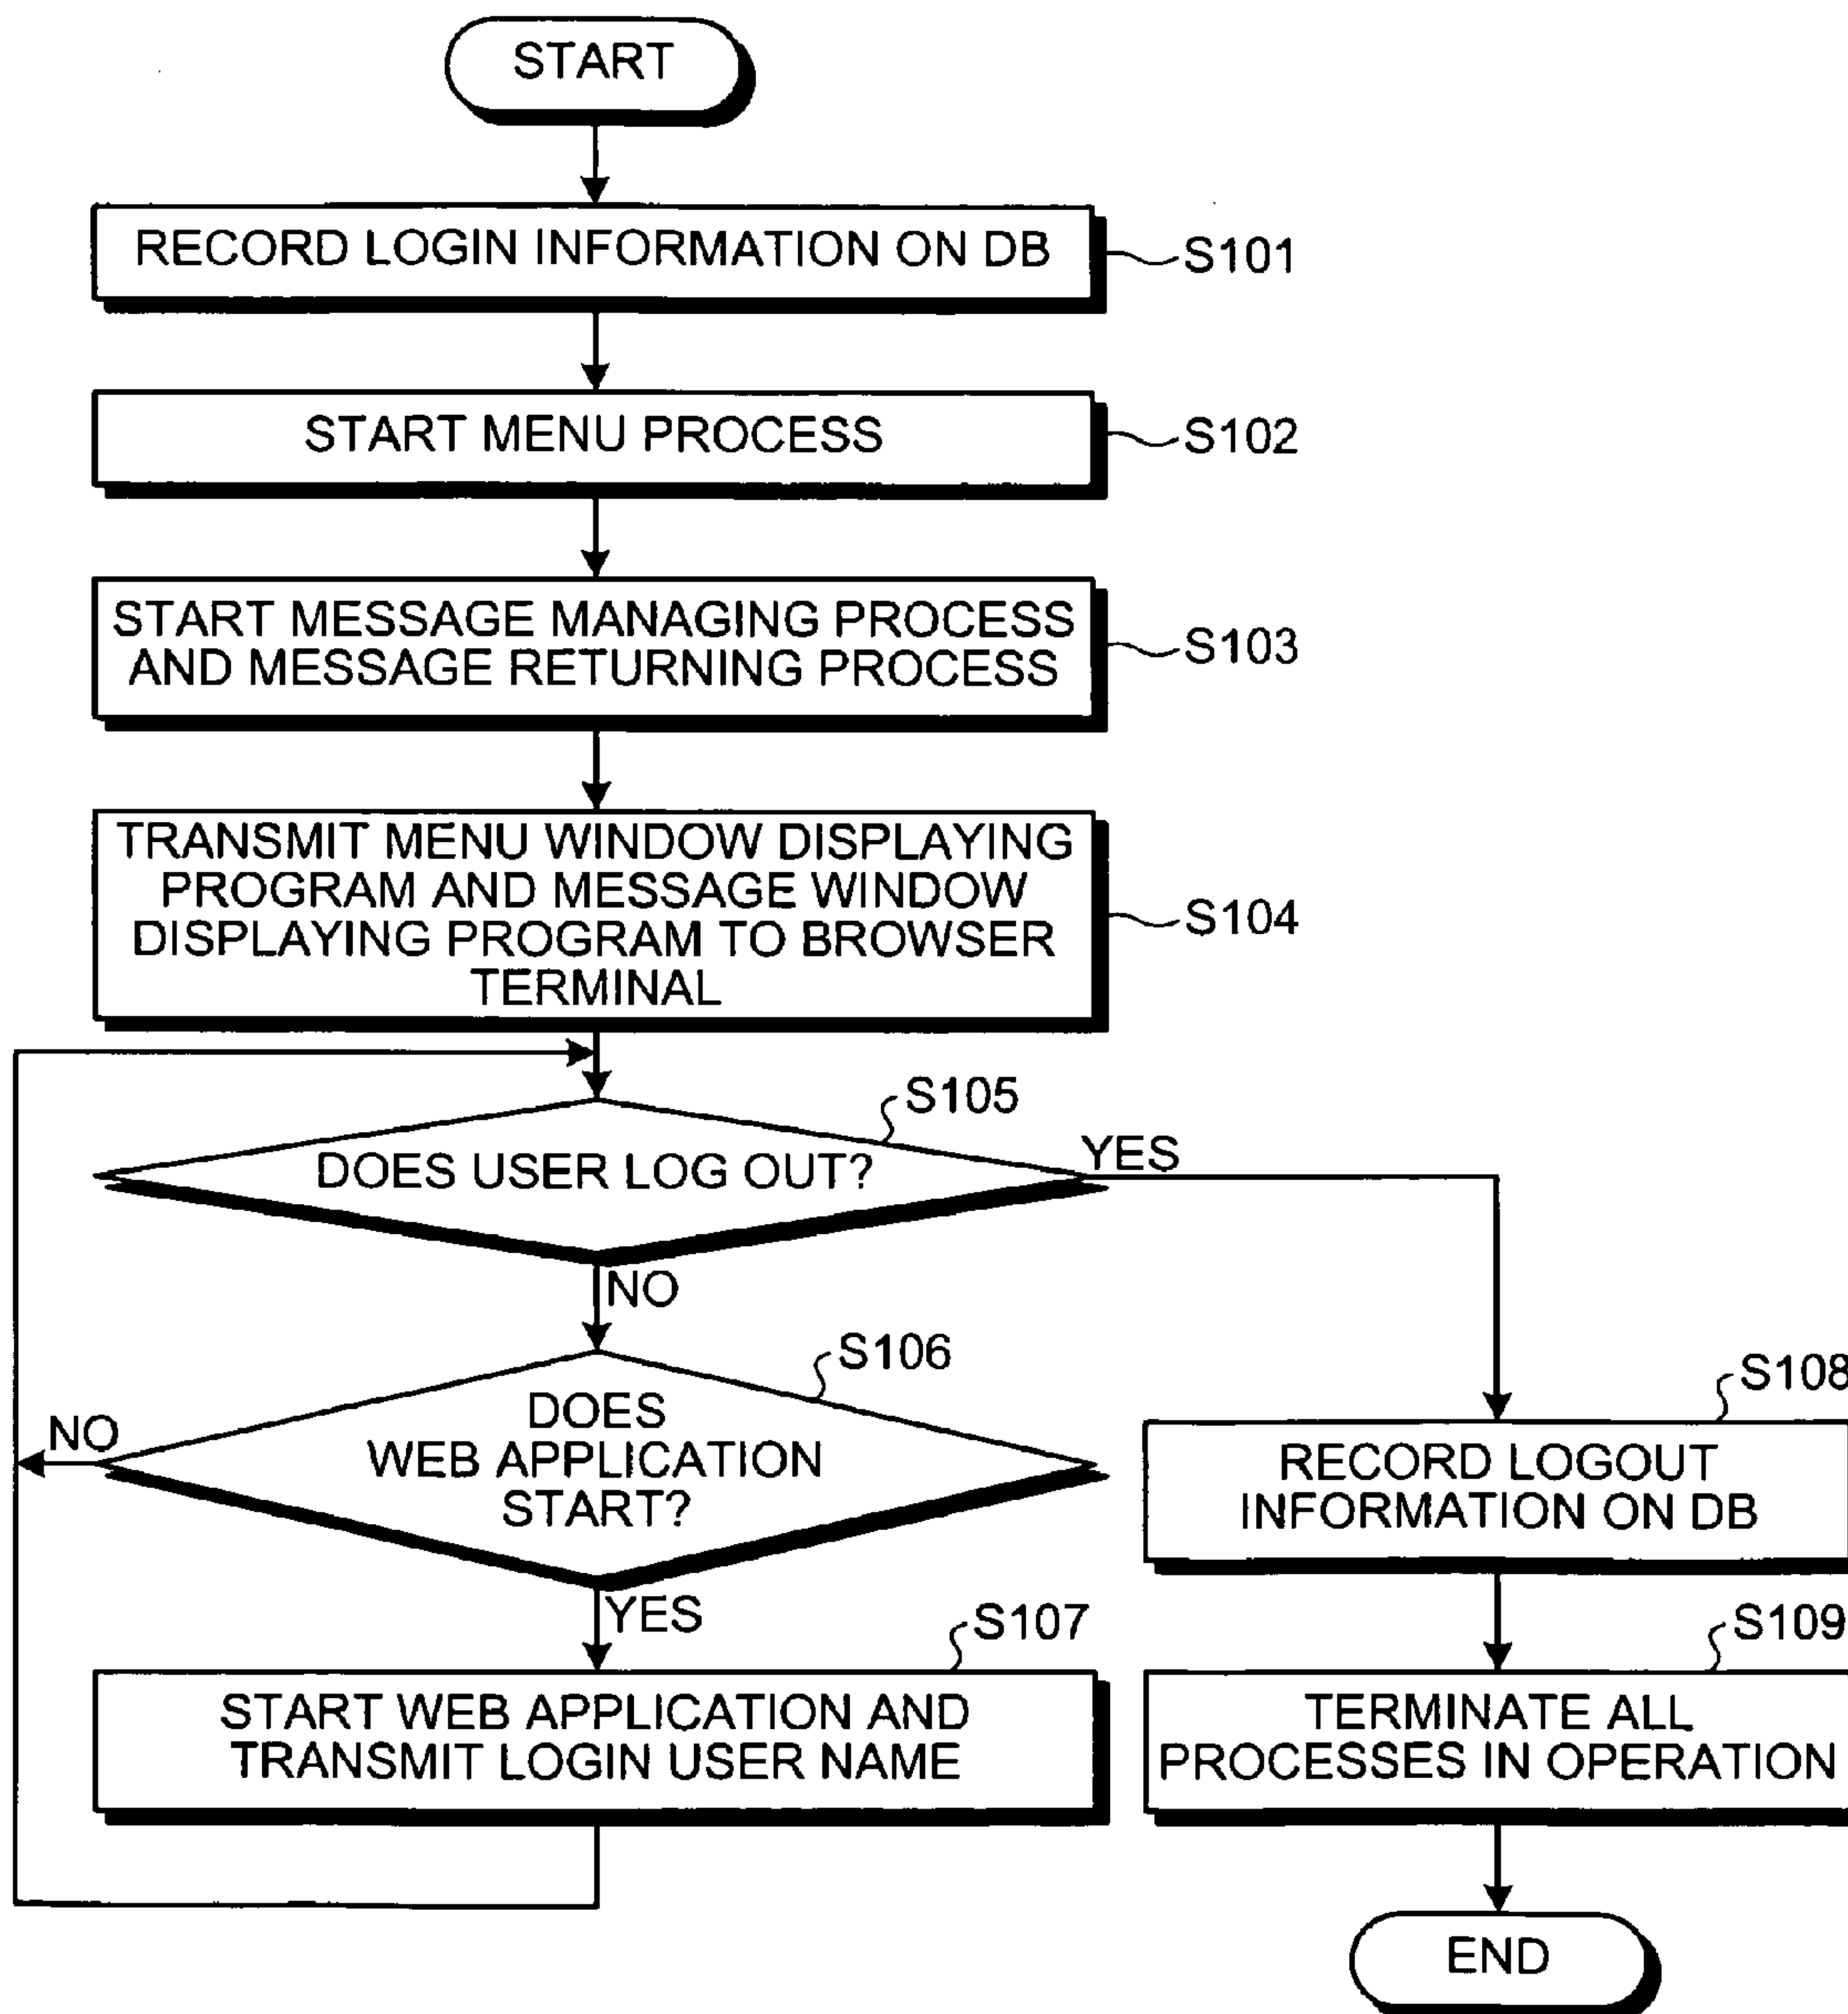 START
RECORD LOGIN INFORMATION ON DB
S101
START MENU PROCESS
S102
START MESSAGE MANAGING PROCESS
AND MESSAGE RETURNING PROCESS
S103
TRANSMIT MENU WINDOW DISPLAYING
PROGRAM AND MESSAGE WINDOW
DISPLAYING PROGRAM TO BROWSER
TERMINAL
S104
S105
DOES USER LOG OUT?
YES
NO
S106
DOES
WEB APPLICATION
START?
NO
YES
S107
START WEB APPLICATION AND
TRANSMIT LOGIN USER NAME
S108
RECORD LOGOUT
INFORMATION ON DB
S109
TERMINATE ALL
PROCESSES IN OPERATION
END